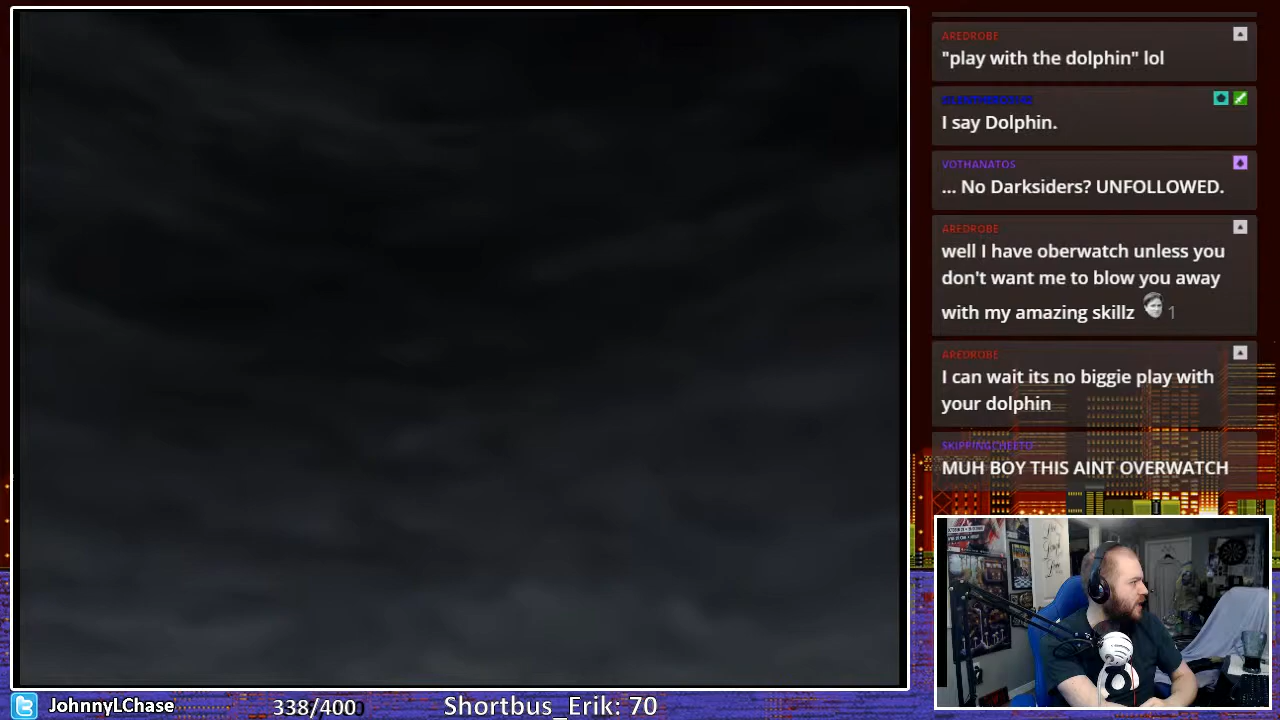 AREDROBE
"play with the dolphin" lol
I say Dolphin.
VOTHANATOS
... No Darksiders? UNFOLLOWED.
AREDROBE
well I have oberwatch unless you
don't want me to blow you away
with my amazing skillz 1
AREDROBE
I can wait its no biggie play with
your dolphin
SKIPPINGCHEETO
MUH BOY THIS AINT OVERWATCH
JohnnyLChase
338/400
Shortbus_Erik: 70